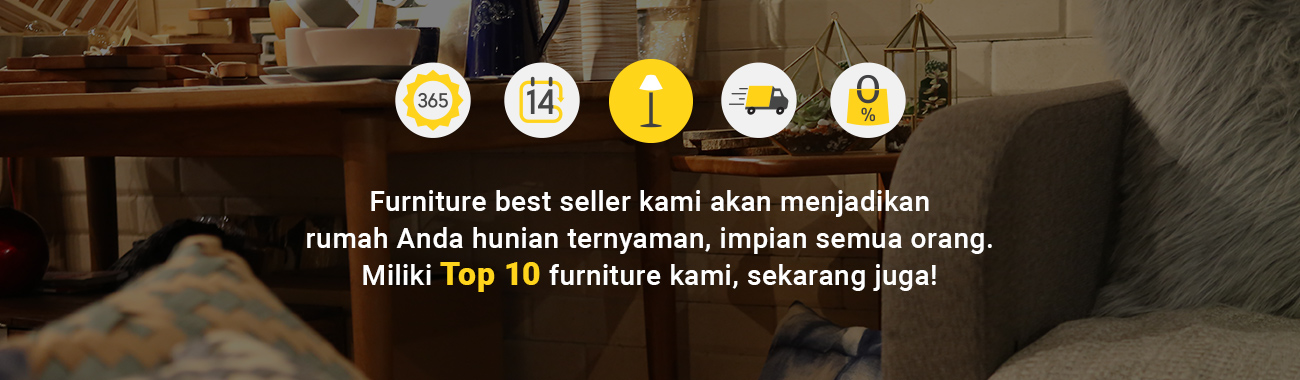 365
14
0
%
Furniture best seller kami akan menjadikan
rumah Anda hunian ternyaman, impian semua orang.
Miliki Top 10 furniture kami, sekarang juga!